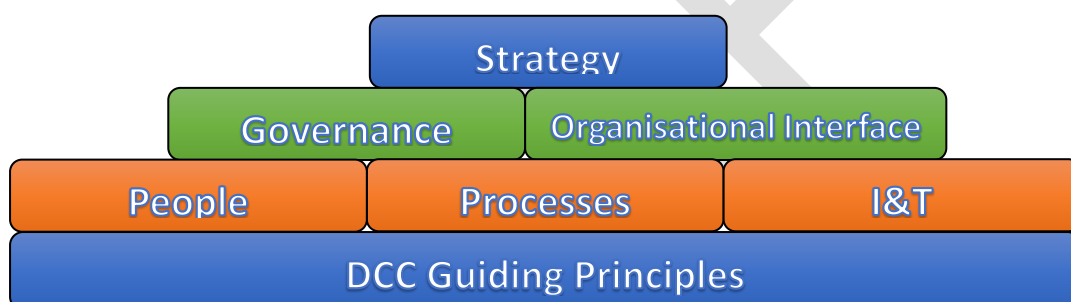 Strategy
Governance Organisational Interface
People Processes I&T
DCC Guiding Principles